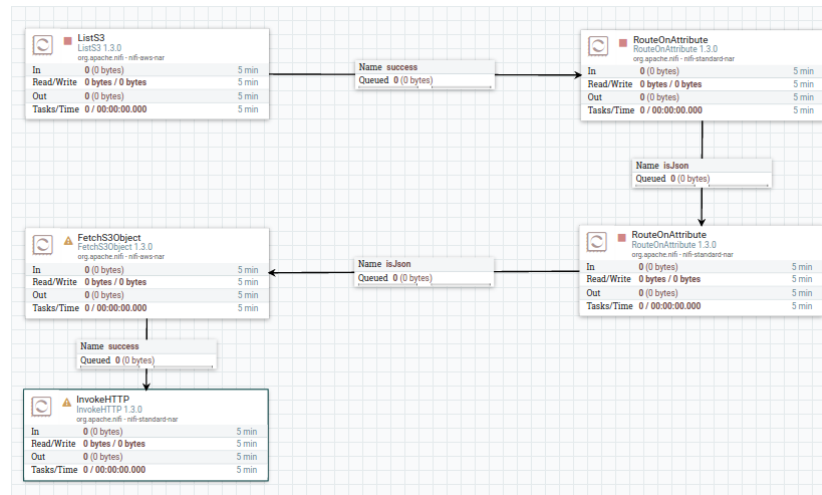 ListS3
ListS3 1.3.0
org.apache.nifi - nifi-aws-nar
In 0 (0 bytes) 5 min
Read/Write 0 bytes / 0 bytes 5 min
Out 0 (0 bytes) 5 min
Tasks/Time 0 / 00:00:00.000 5 min
Name success
Queued 0 (0 bytes)
RouteOnAttribute
RouteOnAttribute 1.3.0
org.apache.nifi - nifi-standard-nar
In 0 (0 bytes) 5 min
Read/Write 0 bytes / 0 bytes 5 min
Out 0 (0 bytes) 5 min
Tasks/Time 0 / 00:00:00.000 5 min
Name isJson
Queued 0 (0 bytes)
RouteOnAttribute
RouteOnAttribute 1.3.0
org.apache.nifi - nifi-standard-nar
In 0 (0 bytes) 5 min
Read/Write 0 bytes / 0 bytes 5 min
Out 0 (0 bytes) 5 min
Tasks/Time 0 / 00:00:00.000 5 min
Name isJson
Queued 0 (0 bytes)
FetchS3Object
FetchS3Object 1.3.0
org.apache.nifi - nifi-aws-nar
In 0 (0 bytes) 5 min
Read/Write 0 bytes / 0 bytes 5 min
Out 0 (0 bytes) 5 min
Tasks/Time 0 / 00:00:00.000 5 min
Name success
Queued 0 (0 bytes)
InvokeHTTP
InvokeHTTP 1.3.0
org.apache.nifi - nifi-standard-nar
In 0 (0 bytes) 5 min
Read/Write 0 bytes / 0 bytes 5 min
Out 0 (0 bytes) 5 min
Tasks/Time 0 / 00:00:00.000 5 min